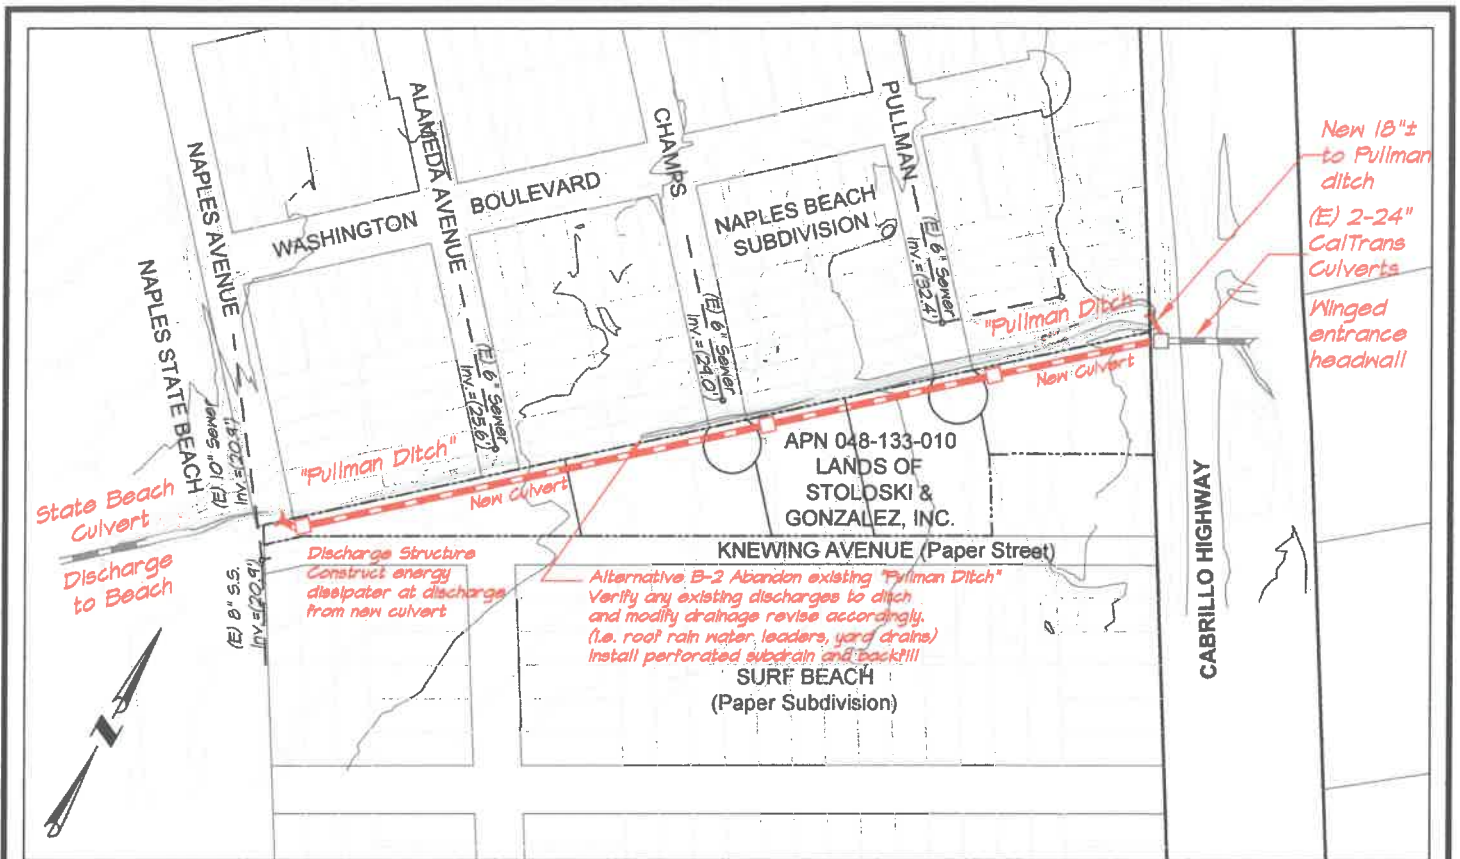 NAPLES AVENUE
ALAMEDA AVENUE
CHAMPS
PULLMAN
WASHINGTON BOULEVARD
NAPLES BEACH
SUBDIVISION
NAPLES STATE BEACH
New 18"±
to Pullman
ditch
(E) 2-24"
CalTrans
Culverts
Winged
entrance
headwall
(E) 6" Sewer
Inv.=(32.4')
(E) 6" Sewer
Inv.=(29.0')
(E) 6" Sewer
Inv.=(25.6')
(E) 10" Sewer
Inv=(20.9')
(E) 8" S.S.
Inv=(20.9')
"Pullman Ditch"
New Culvert
"Pullman Ditch"
New Culvert
State Beach
Culvert
Discharge
to Beach
APN 048-133-010
LANDS OF
STOLOSKI &
GONZALEZ, INC.
KNEWING AVENUE (Paper Street)
Discharge Structure
Construct energy
dissipater at discharge
from new culvert
Alternative B-2 Abandon existing "Pullman Ditch"
Verify any existing discharges to ditch
and modify drainage revise accordingly.
(i.e. roof rain water leaders, yard drains)
Install perforated subdrain and backfill
SURF BEACH
(Paper Subdivision)
CABRILLO HIGHWAY
N